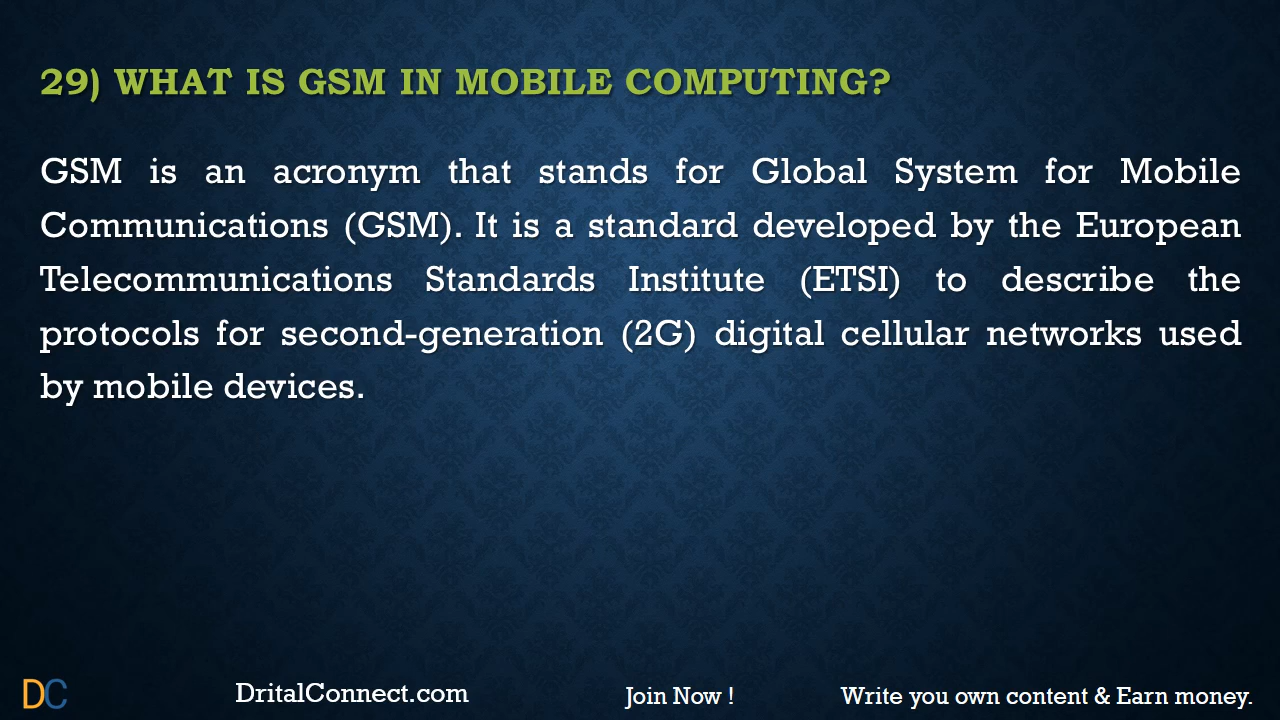 29) WHAT IS GSM IN MOBILE COMPUTING?
GSM is an acronym that stands for Global System for Mobile
Communications (GSM). It is a standard developed by the European
Telecommunications Standards Institute (ETSI) to describe the
protocols for second-generation (2G) digital cellular networks used
by mobile devices.
DC
DritalConnect.com
Join Now !
Write you own content & Earn money.